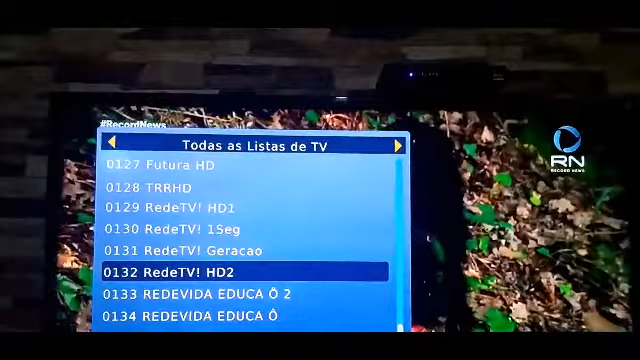 #RecordNews
Todas as Listas de TV
0127 Futura HD
0128 TRRHD
0129 RedeTV! HD1
0130 RedeTV! 1Seg
0131 RedeTV! Geracao
0132 RedeTV! HD2
0133 REDEVIDA EDUCA Ô 2
0134 REDEVIDA EDUCA Ô
RN
RECORD NEWS